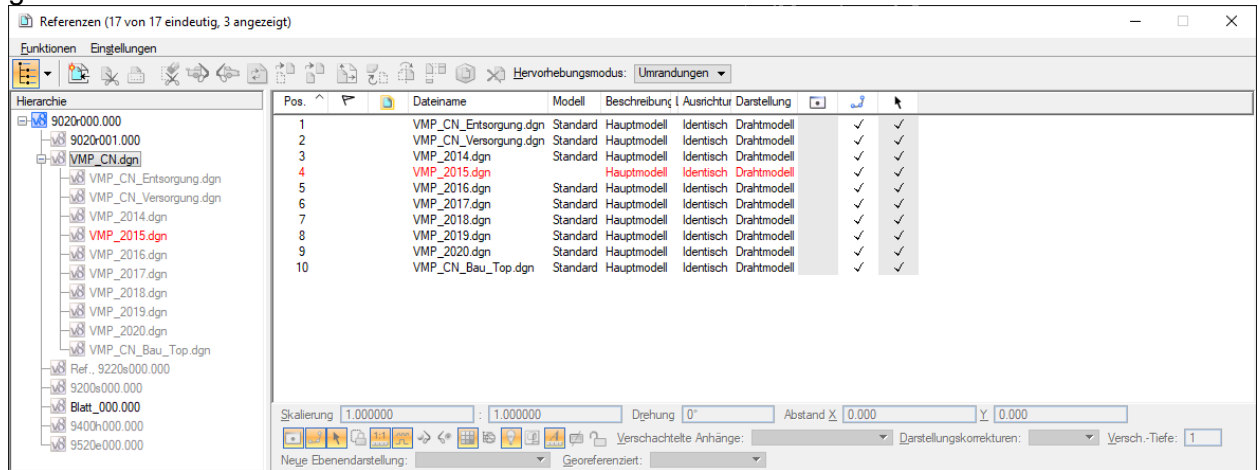 g
Referenzen (17 von 17 eindeutig, 3 angezeigt)
Funktionen Einstellungen
Hervorhebungsmodus: Umrandungen
Hierarchie
9020r000.000
9020r001.000
VMP_CN.dgn
VMP_CN_Entsorgung.dgn
VMP_CN_Versorgung.dgn
VMP_2014.dgn
VMP_2015.dgn
VMP_2016.dgn
VMP_2017.dgn
VMP_2018.dgn
VMP_2019.dgn
VMP_2020.dgn
VMP_CN_Bau_Top.dgn
Ref., 9220s000.000
9200s000.000
Blatt_000.000
9400h000.000
9520e000.000
Pos. Dateiname Modell Beschreibung L Ausrichtur Darstellung
1 VMP_CN_Entsorgung.dgn Standard Hauptmodell Identisch Drahtmodell
2 VMP_CN_Versorgung.dgn Standard Hauptmodell Identisch Drahtmodell
3 VMP_2014.dgn Standard Hauptmodell Identisch Drahtmodell
4 VMP_2015.dgn Hauptmodell Identisch Drahtmodell
5 VMP_2016.dgn Standard Hauptmodell Identisch Drahtmodell
6 VMP_2017.dgn Standard Hauptmodell Identisch Drahtmodell
7 VMP_2018.dgn Standard Hauptmodell Identisch Drahtmodell
8 VMP_2019.dgn Standard Hauptmodell Identisch Drahtmodell
9 VMP_2020.dgn Standard Hauptmodell Identisch Drahtmodell
10 VMP_CN_Bau_Top.dgn Standard Hauptmodell Identisch Drahtmodell
Skalierung 1.000000 : 1.000000 Drehung 0° Abstand X 0.000 Y 0.000
1:1 Verschachtelte Anhänge: Darstellungskorrekturen: Versch.-Tiefe: 1
Neue Ebenendarstellung: Georeferenziert: